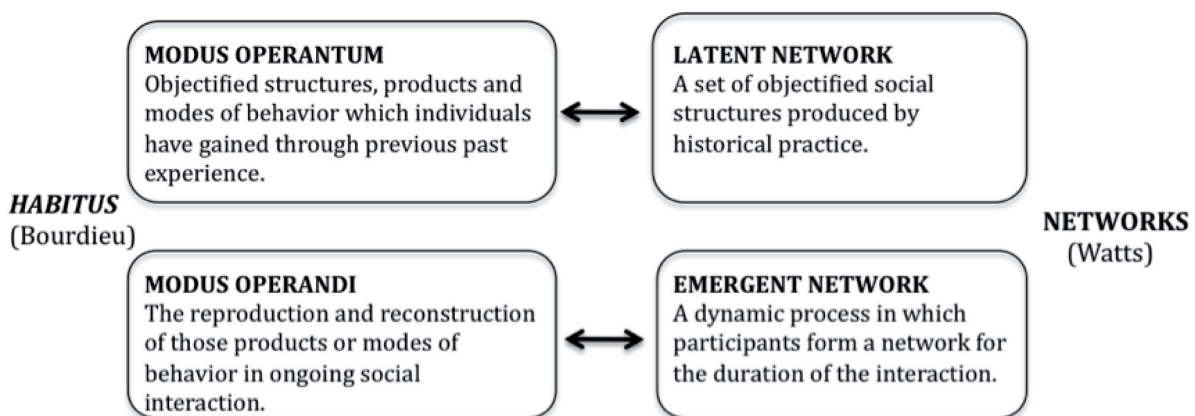 MODUS OPERANTUM
Objectified structures, products and
modes of behavior which individuals
have gained through previous past
experience.
LATENT NETWORK
A set of objectified social
structures produced by
historical practice.
HABITUS
(Bourdieu)
NETWORKS
(Watts)
MODUS OPERANDI
The reproduction and reconstruction
of those products or modes of
behavior in ongoing social
interaction.
EMERGENT NETWORK
A dynamic process in which
participants form a network for
the duration of the interaction.